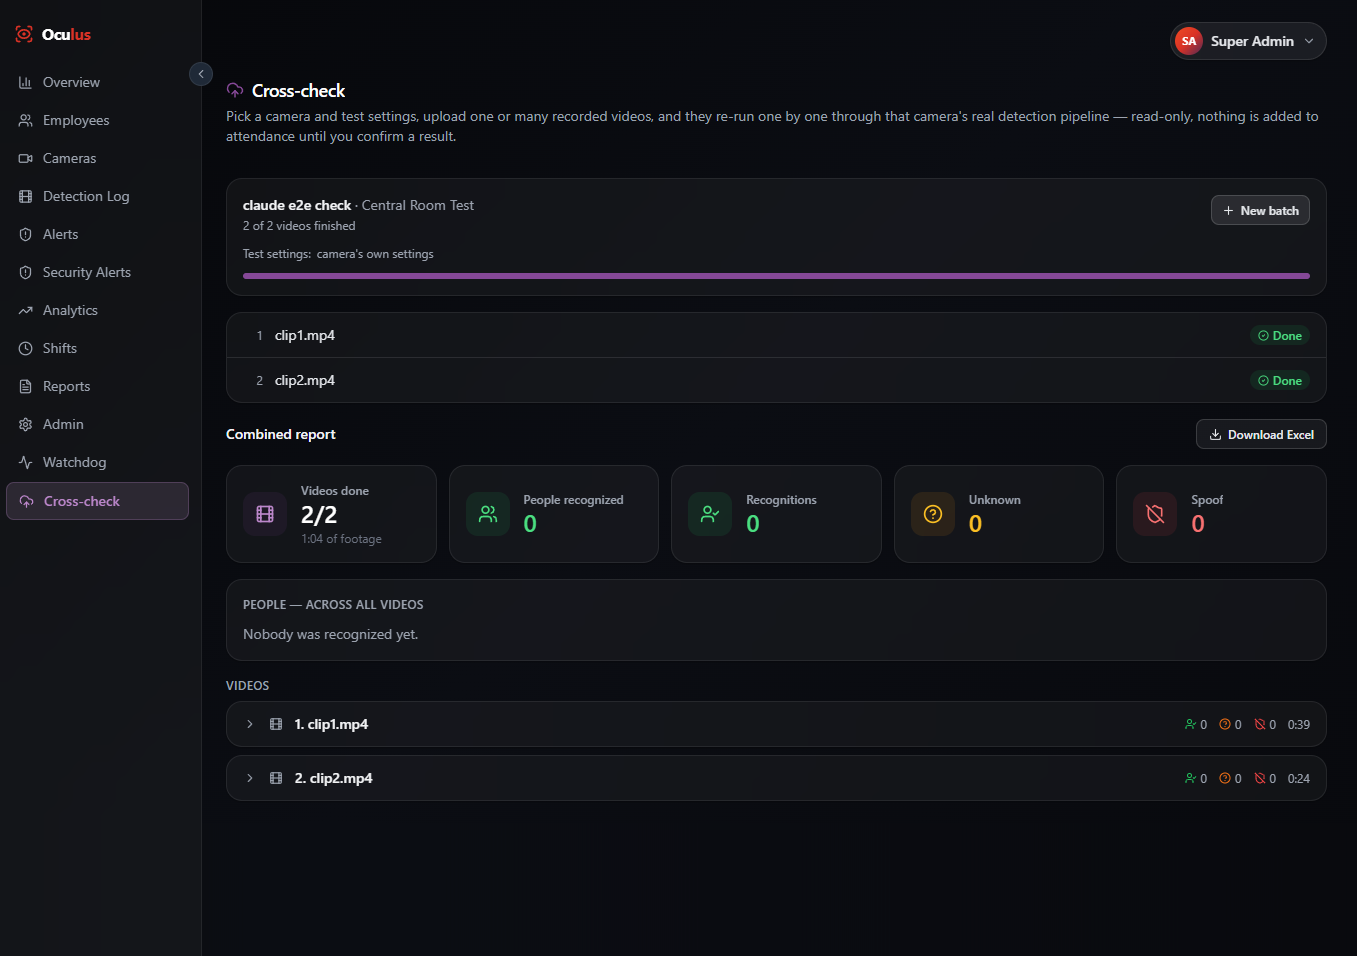 Oculus
SA Super Admin
Overview
Employees
Cameras
Detection Log
Alerts
Security Alerts
Analytics
Shifts
Reports
Admin
Watchdog
Cross-check
Cross-check
Pick a camera and test settings, upload one or many recorded videos, and they re-run one by one through that camera's real detection pipeline — read-only, nothing is added to
attendance until you confirm a result.
claude e2e check · Central Room Test
New batch
2 of 2 videos finished
Test settings: camera's own settings
1 clip1.mp4 Done
2 clip2.mp4 Done
Combined report
Download Excel
Videos done
2/2
1:04 of footage
People recognized
0
Recognitions
0
Unknown
0
Spoof
0
PEOPLE — ACROSS ALL VIDEOS
Nobody was recognized yet.
VIDEOS
1. clip1.mp4 0 0 0 0:39
2. clip2.mp4 0 0 0 0:24